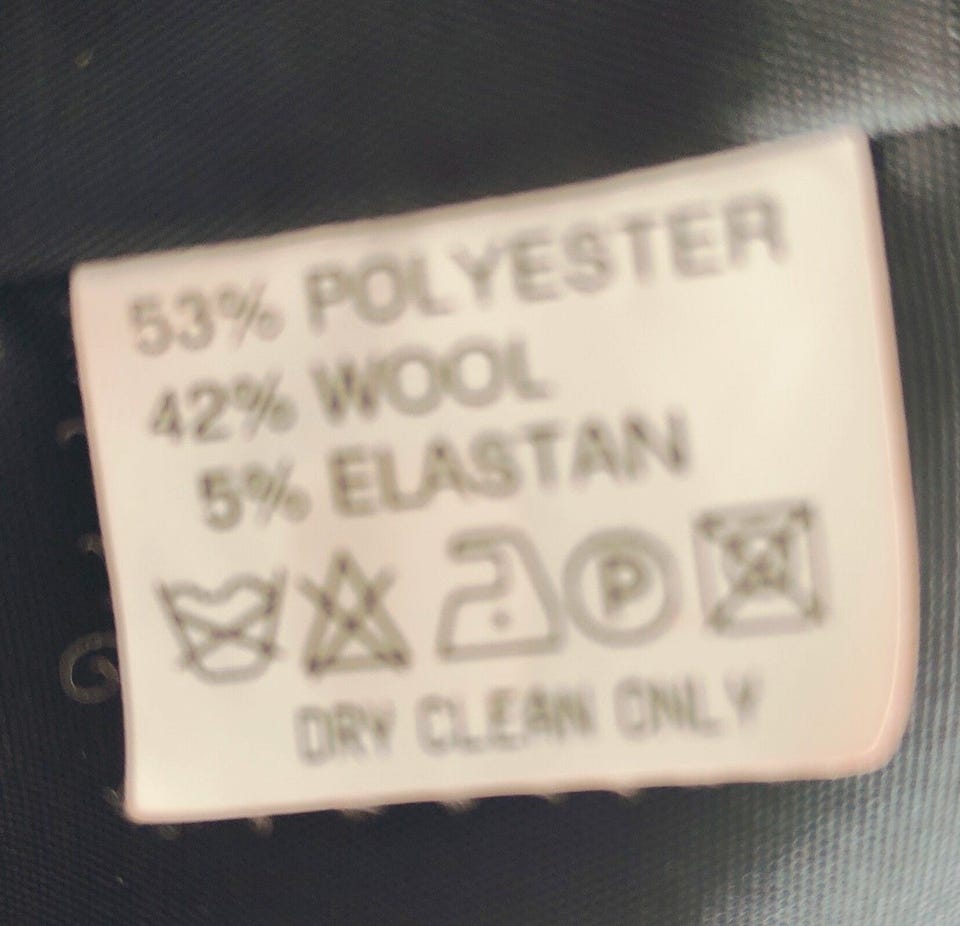 53% POLYESTER
42% WOOL
5% ELASTAN
P
DRY CLEAN ONLY